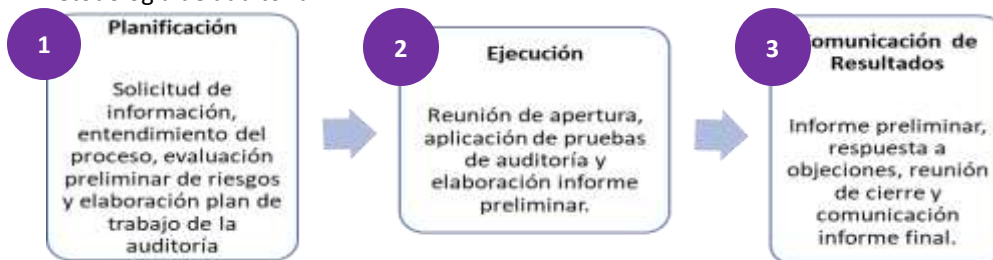 1
Planificación
Solicitud de
información,
entendimiento del
proceso, evaluación
preliminar de riesgos
y elaboración plan de
trabajo de la
auditoría
2
Ejecución
Reunión de apertura,
aplicación de pruebas
de auditoría y
elaboración informe
preliminar.
3
omunicación de
Resultados
Informe preliminar,
respuesta a
objeciones, reunión
de cierre y
comunicación
informe final.